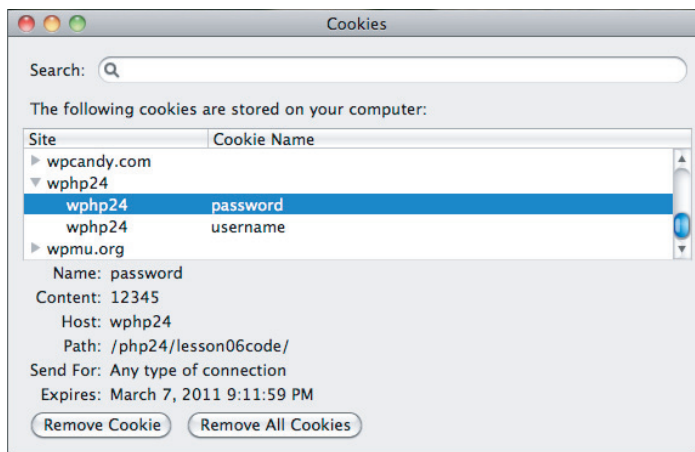 Cookies
Search:
The following cookies are stored on your computer:
Site Cookie Name
wpcandy.com
wphp24
wphp24 password
wphp24 username
wpmu.org
Name: password
Content: 12345
Host: wphp24
Path: /php24/lesson06code/
Send For: Any type of connection
Expires: March 7, 2011 9:11:59 PM
Remove Cookie Remove All Cookies